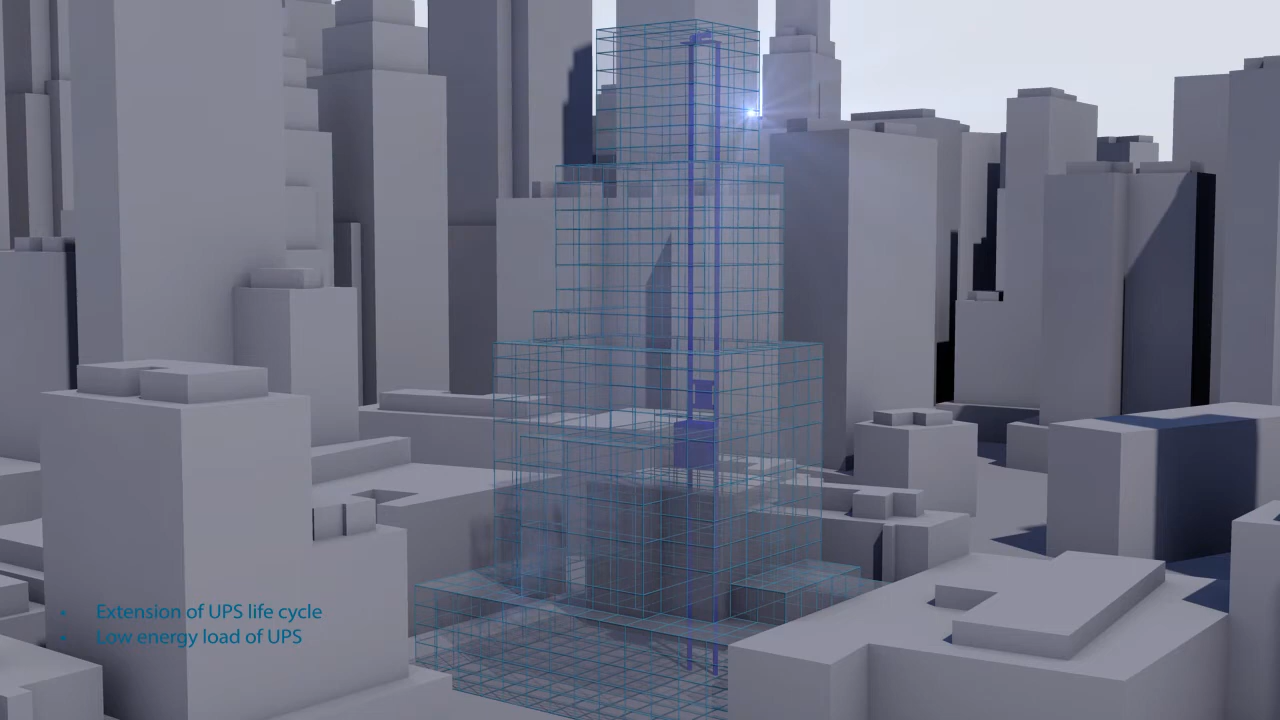 • Extension of UPS life cycle
• Low energy load of UPS